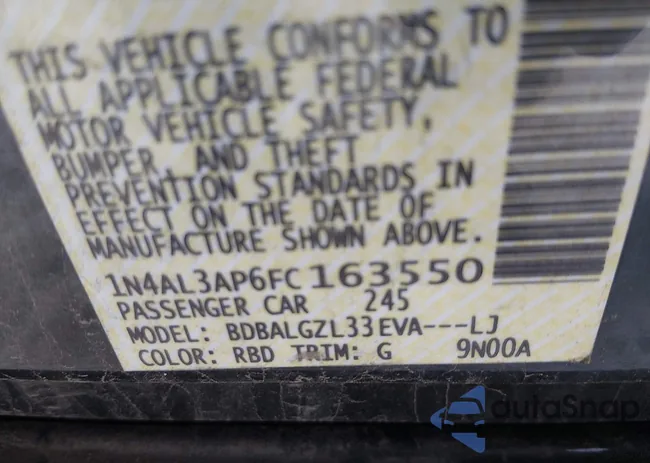 THIS VEHICLE CONFORMS TO
ALL APPLICABLE FEDERAL
MOTOR VEHICLE SAFETY,
BUMPER, AND THEFT
PREVENTION STANDARDS IN
EFFECT ON THE DATE OF
MANUFACTURE SHOWN ABOVE.
1N4AL3AP6FC163550
PASSENGER CAR 245
MODEL: BDBALGZL33EVA---LJ
COLOR: RBD TRIM: G 9N00A
autoSnap